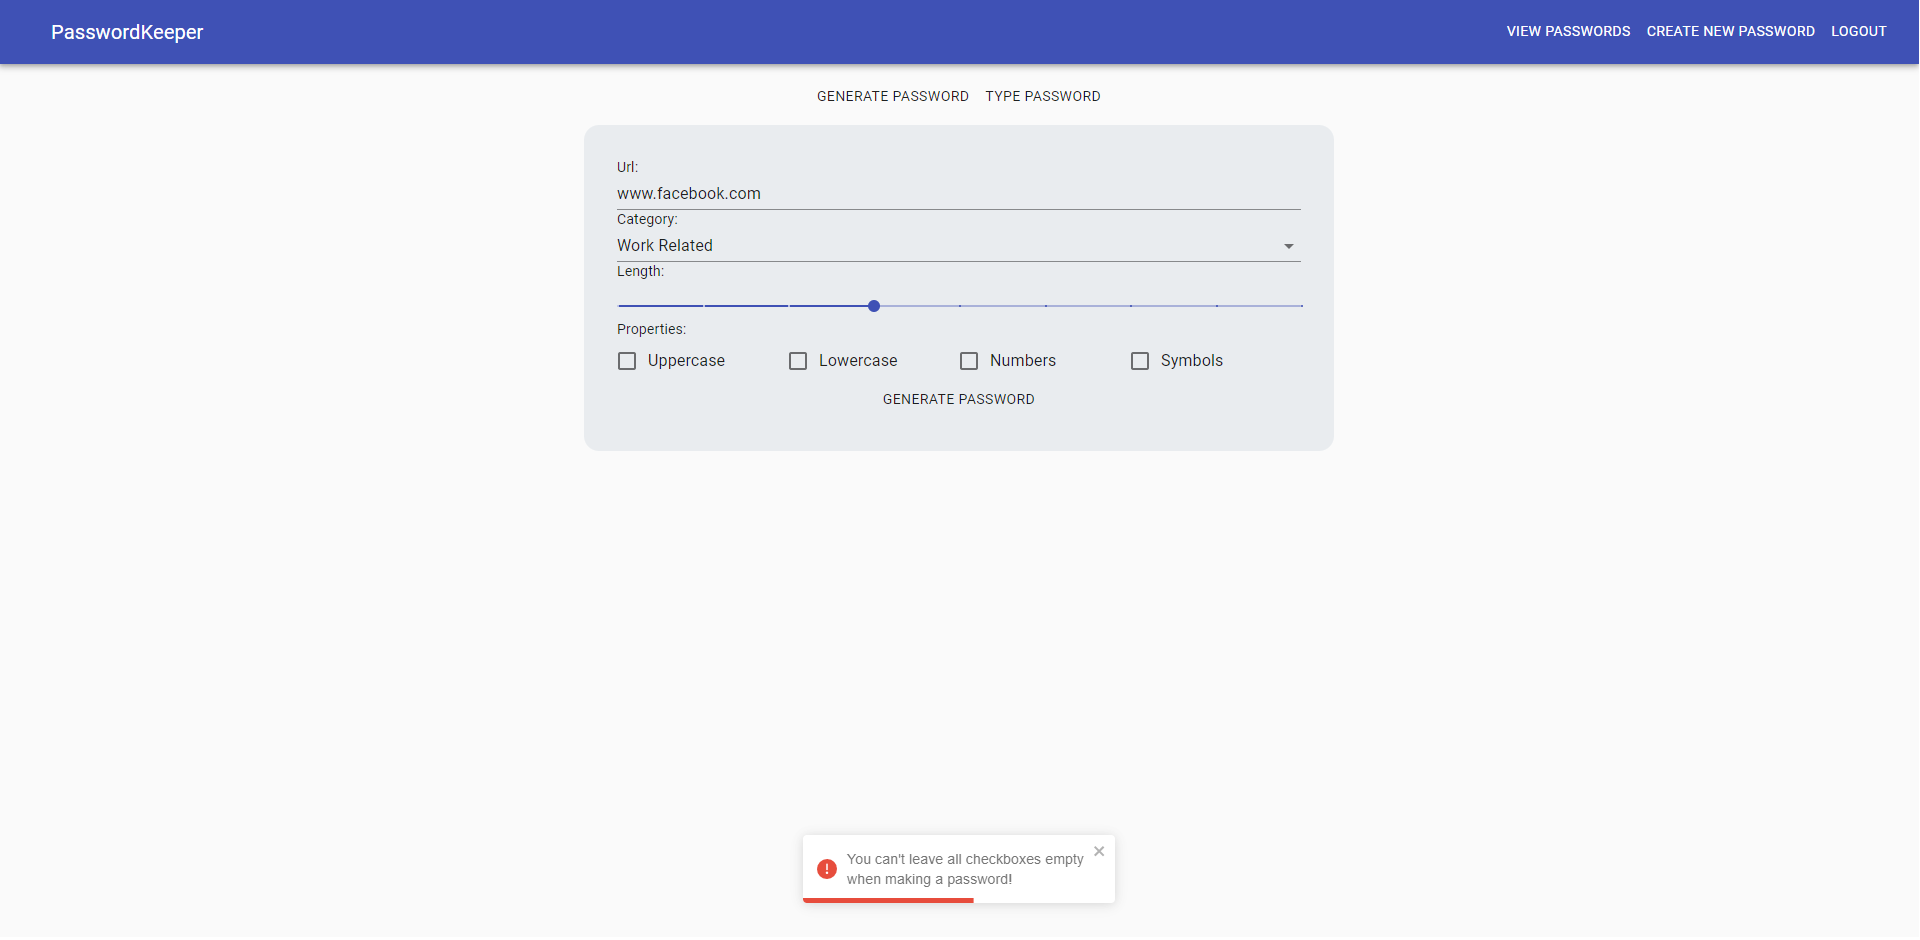 PasswordKeeper
VIEW PASSWORDS CREATE NEW PASSWORD LOGOUT
GENERATE PASSWORD TYPE PASSWORD
Url:
www.facebook.com
Category:
Work Related
Length:
Properties:
Uppercase Lowercase Numbers Symbols
GENERATE PASSWORD
You can't leave all checkboxes empty
when making a password!